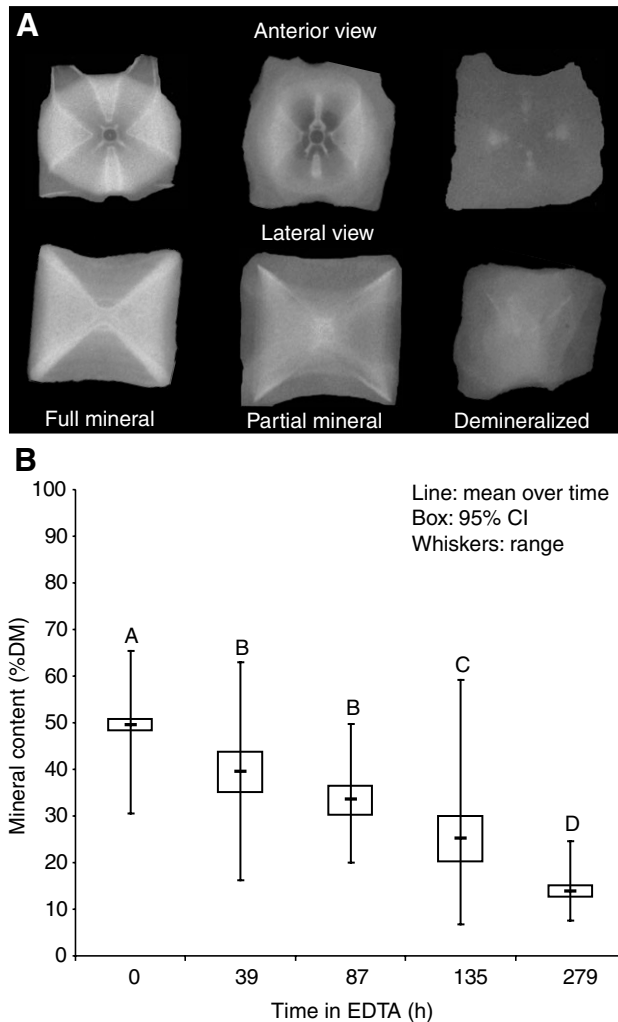 A
Anterior view
Lateral view
Full mineral Partial mineral Demineralized
B
Line: mean over time
Box: 95% CI
Whiskers: range
Mineral content (%DM)
100
90
80
70
60
50
40
30
20
10
0
A B B C D
0 39 87 135 279
Time in EDTA (h)